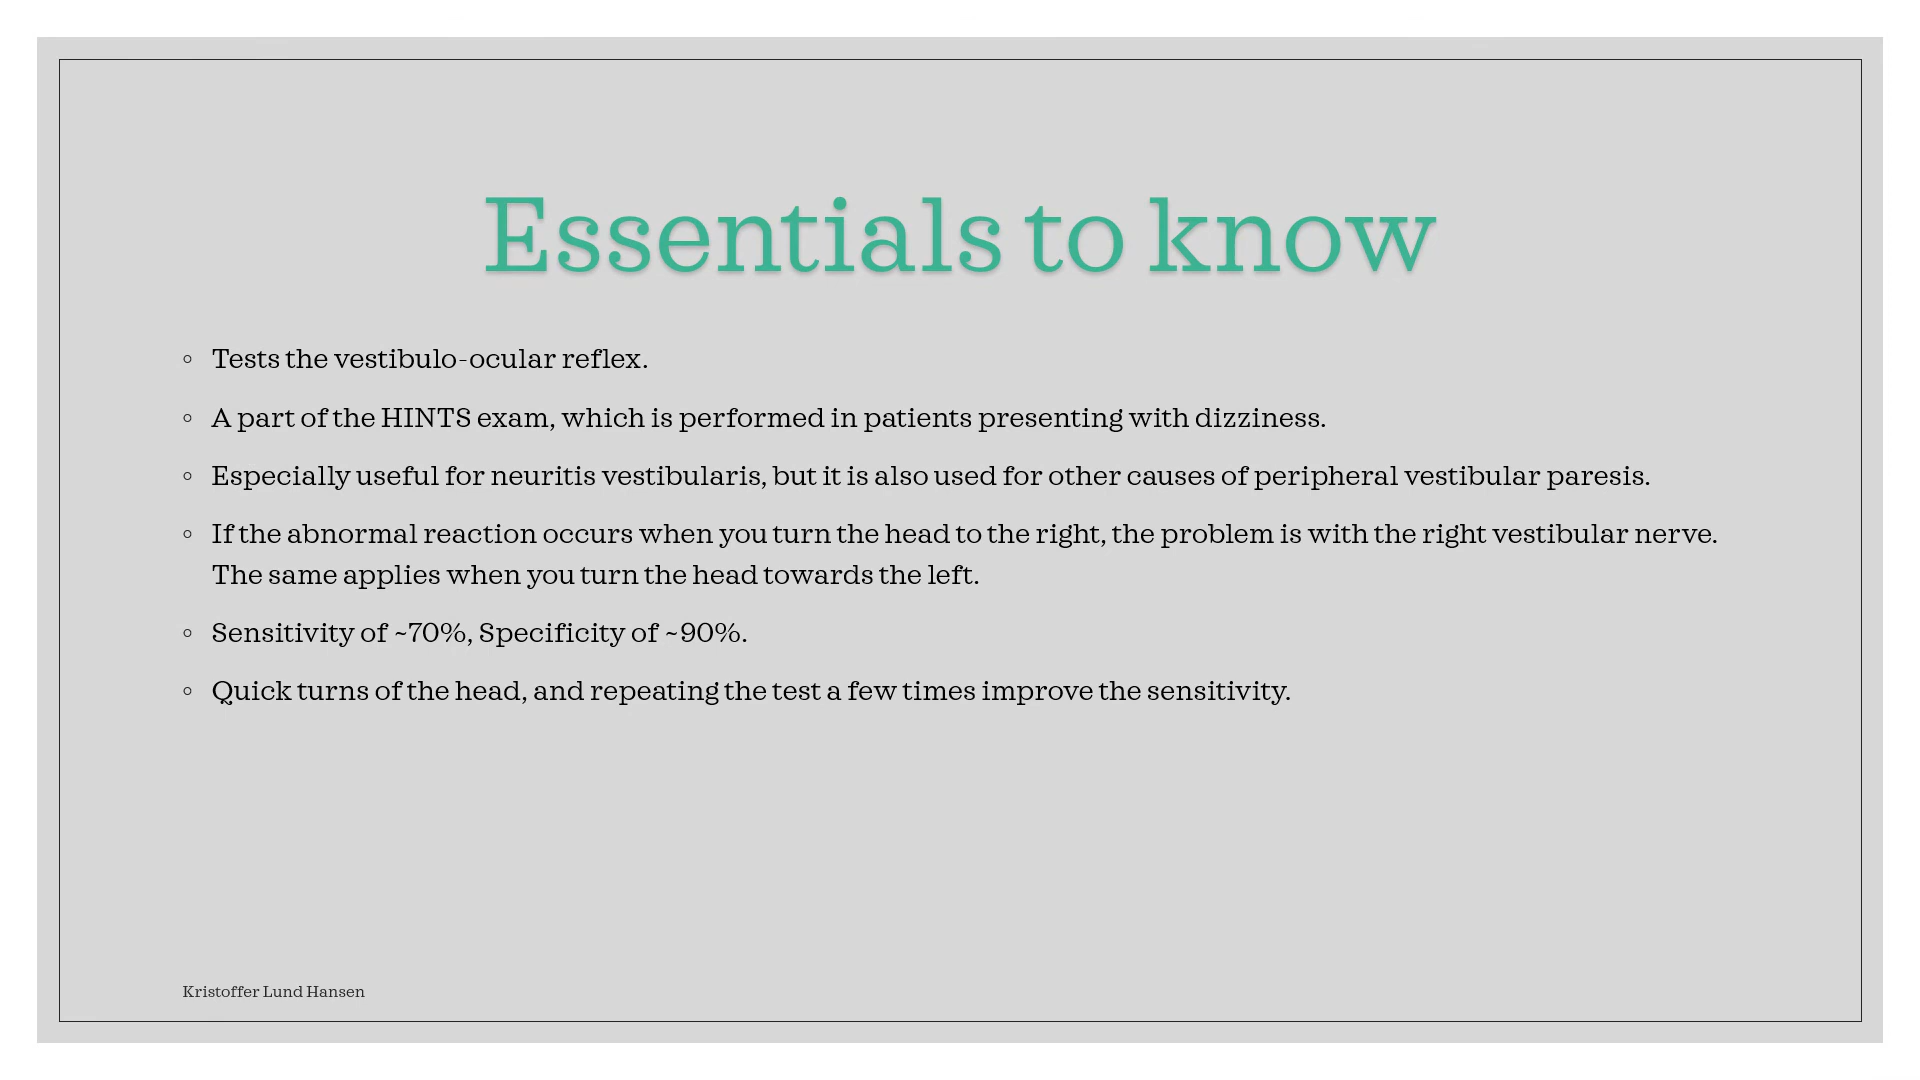 Essentials to know
◦ Tests the vestibulo-ocular reflex.
◦ A part of the HINTS exam, which is performed in patients presenting with dizziness.
◦ Especially useful for neuritis vestibularis, but it is also used for other causes of peripheral vestibular paresis.
◦ If the abnormal reaction occurs when you turn the head to the right, the problem is with the right vestibular nerve.
The same applies when you turn the head towards the left.
◦ Sensitivity of ~70%, Specificity of ~90%.
◦ Quick turns of the head, and repeating the test a few times improve the sensitivity.
Kristoffer Lund Hansen